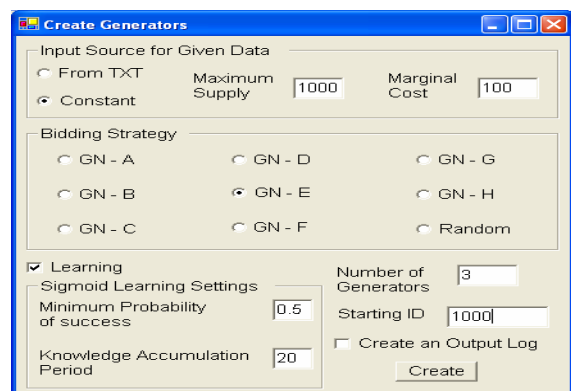 Create Generators
Input Source for Given Data
From TXT
Constant
Maximum
Supply
1000
Marginal
Cost
100
Bidding Strategy
GN - A
GN - D
GN - G
GN - B
GN - E
GN - H
GN - C
GN - F
Random
Learning
Sigmoid Learning Settings
Minimum Probability
of success
0.5
Knowledge Accumulation
Period
20
Number of
Generators
3
Starting ID
1000
Create an Output Log
Create